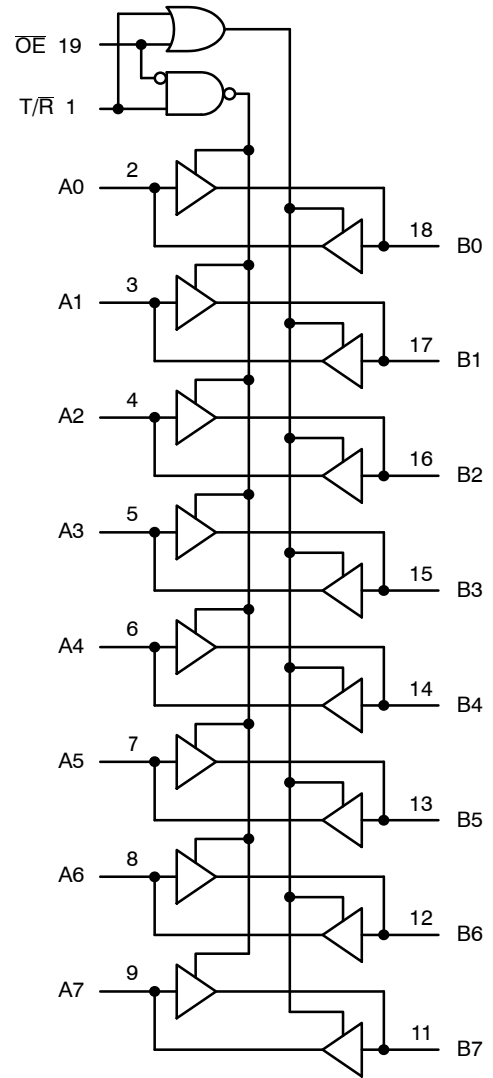 O̅E̅ 19
T/R̅ 1
A0 2
18 B0
A1 3
17 B1
A2 4
16 B2
A3 5
15 B3
A4 6
14 B4
A5 7
13 B5
A6 8
12 B6
A7 9
11 B7